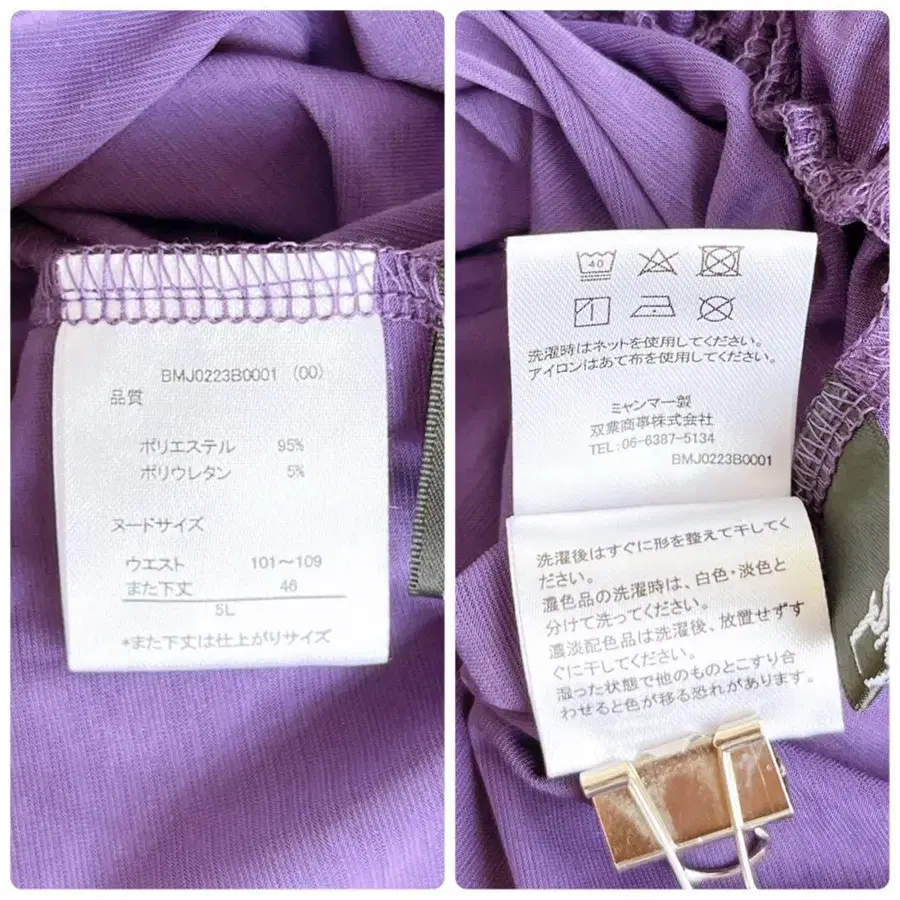 BMJ0223B0001 (00)
品質
ポリエステル 95%
ポリウレタン 5%
ヌードサイズ
ウエスト 101〜109
また下丈 46
5L
*また下丈は仕上がりサイズ
40
洗濯時はネットを使用してください。
アイロンはあて布を使用してください。
ミャンマー製
双葉商事株式会社
TEL:06-6387-5134
BMJ0223B0001
洗濯後はすぐに形を整えて干してく
ださい。
濃色品の洗濯時は、白色・淡色と
分けて洗ってください。
濃淡配色品は洗濯後、放置せずす
ぐに干してください。
湿った状態で他のものとこすり合
わせると色が移る恐れがあります。